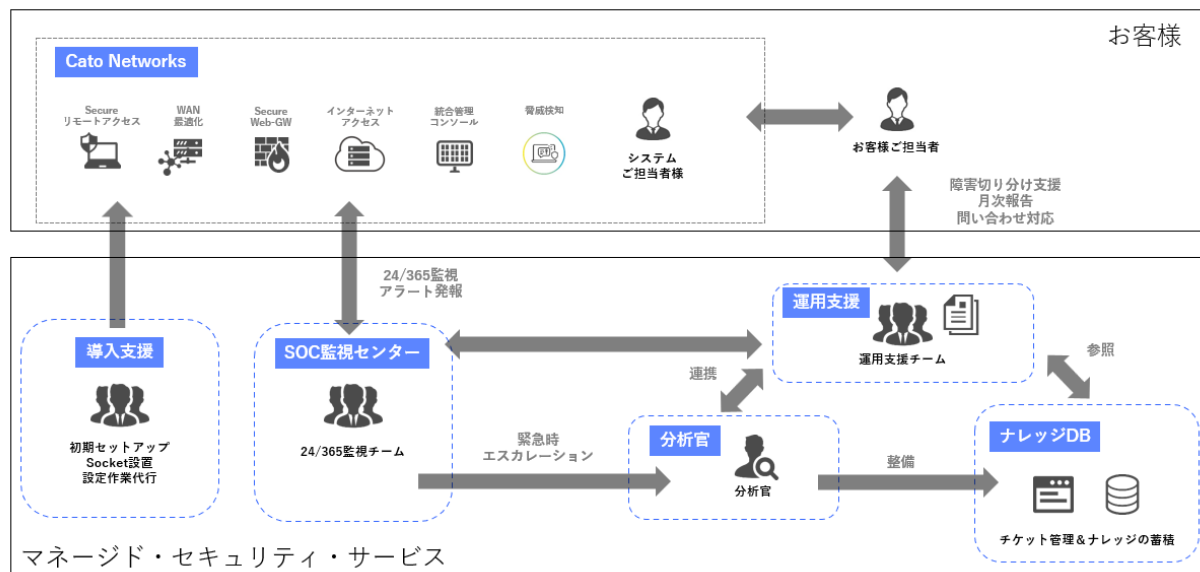 お客様
Cato Networks
Secure
リモートアクセス
WAN
最適化
Secure
Web-GW
インターネット
アクセス
統合管理
コンソール
脅威検知
システム
ご担当者様
お客様ご担当者
障害切り分け支援
月次報告
問い合わせ対応
24/365監視
アラート発報
導入支援
初期セットアップ
Socket設置
設定作業代行
SOC監視センター
24/365監視チーム
運用支援
運用支援チーム
連携
参照
緊急時
エスカレーション
分析官
分析官
整備
ナレッジDB
チケット管理&ナレッジの蓄積
マネージド・セキュリティ・サービス